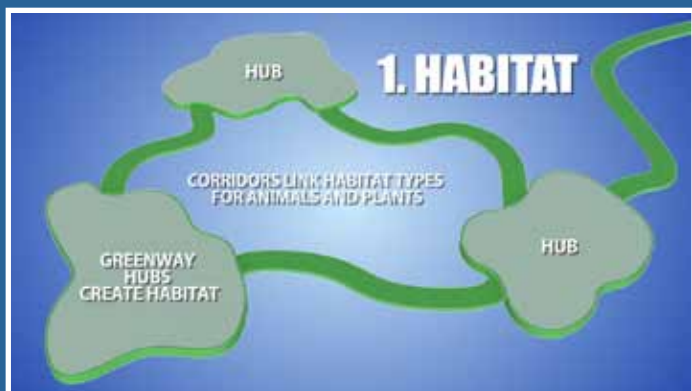 HUB
1. HABITAT
CORRIDORS LINK HABITAT TYPES
FOR ANIMALS AND PLANTS
HUB
GREENWAY
HUBS
CREATE HABITAT